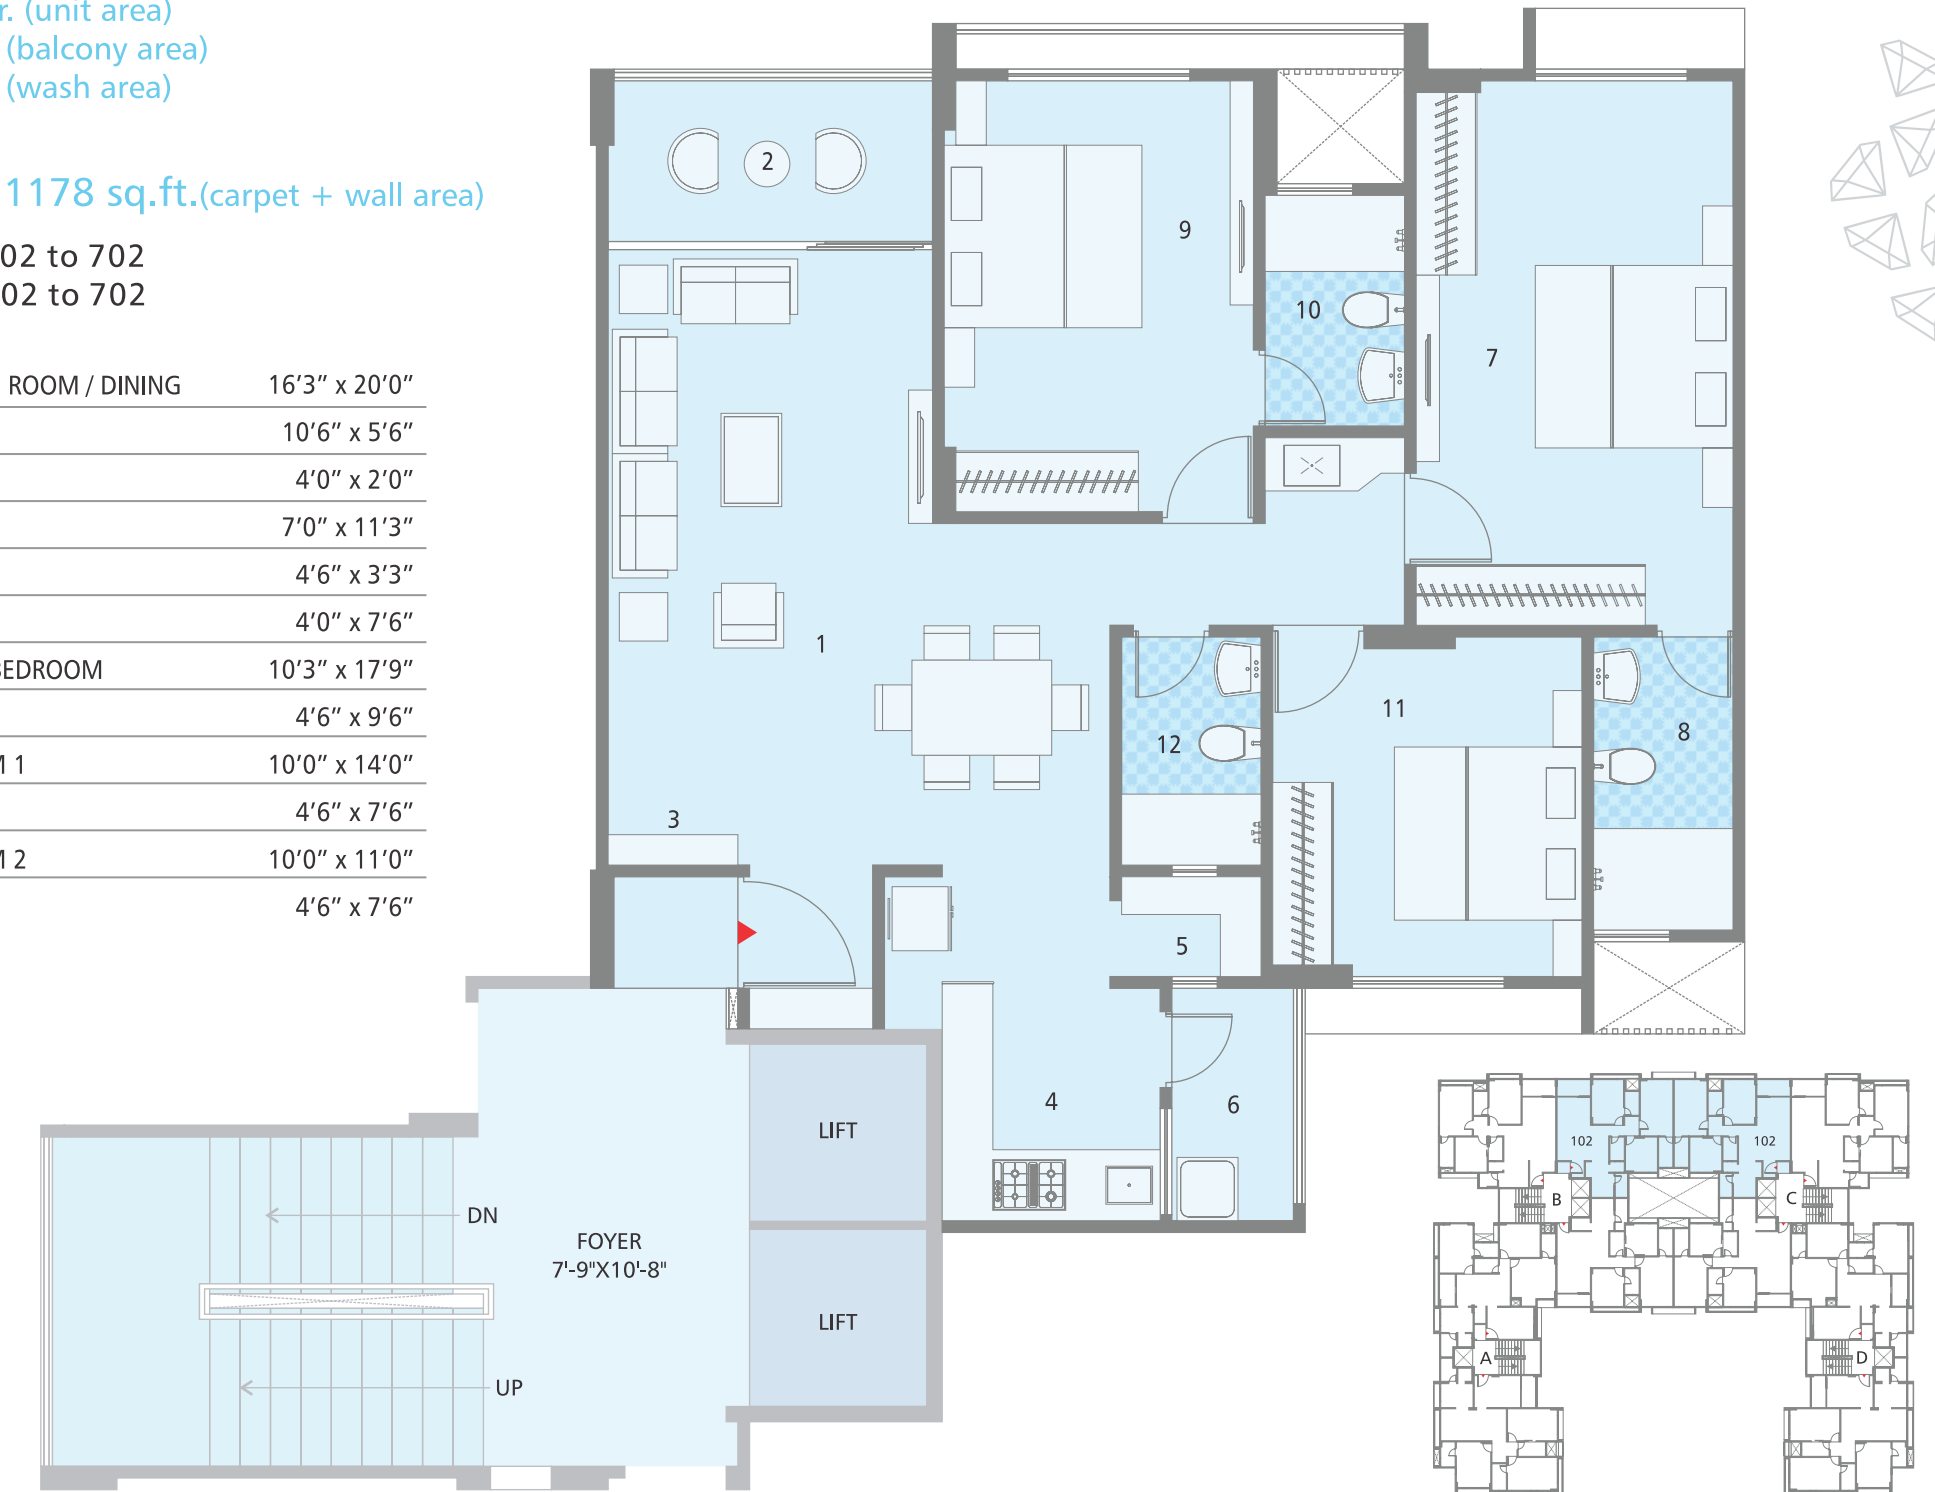 r. (unit area)
(balcony area)
(wash area)
1178 sq.ft.(carpet + wall area)
02 to 702
02 to 702
ROOM / DINING 16'3" x 20'0"
10'6" x 5'6"
4'0" x 2'0"
7'0" x 11'3"
4'6" x 3'3"
4'0" x 7'6"
BEDROOM 10'3" x 17'9"
4'6" x 9'6"
M 1 10'0" x 14'0"
4'6" x 7'6"
M 2 10'0" x 11'0"
4'6" x 7'6"
2
9
10
7
1
11
12
8
3
5
4
6
LIFT
LIFT
DN
UP
FOYER
7'-9"X10'-8"
102
102
B
C
A
D